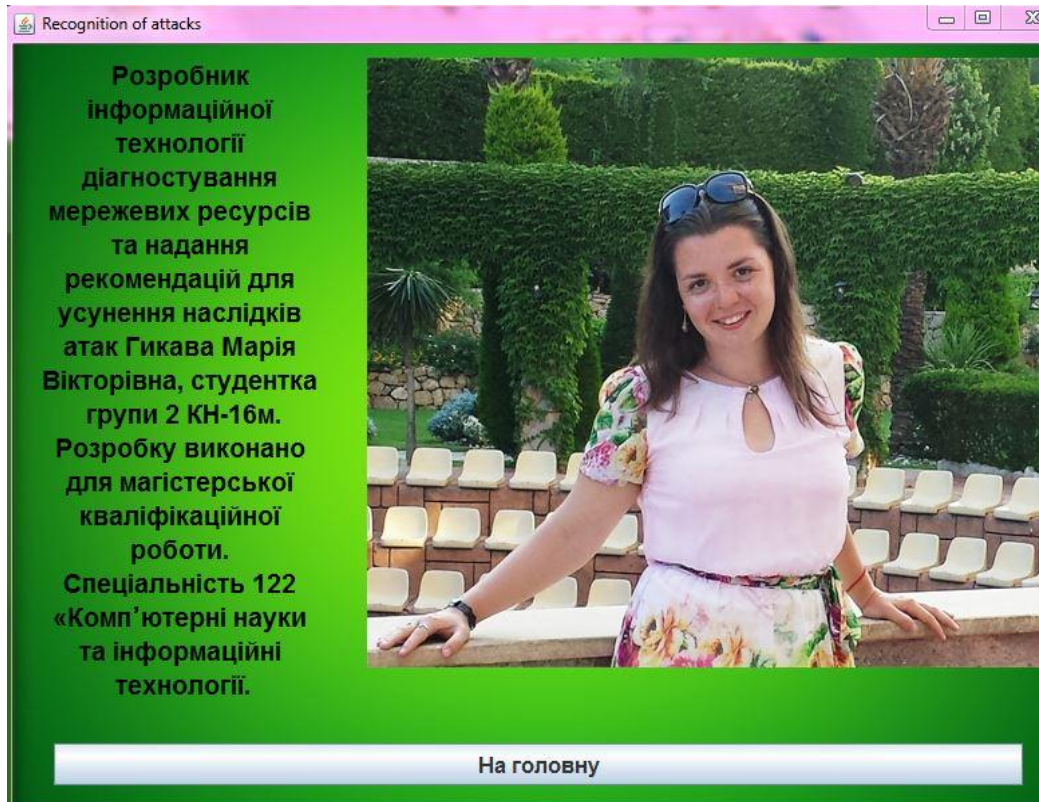 Recognition of attacks
Розробник
інформаційної
технології
діагностування
мережевих ресурсів
та надання
рекомендацій для
усунення наслідків
атак Гикава Марія
Вікторівна, студентка
групи 2 КН-16м.
Розробку виконано
для магістерської
кваліфікаційної
роботи.
Спеціальність 122
«Комп'ютерні науки
та інформаційні
технології.
На головну